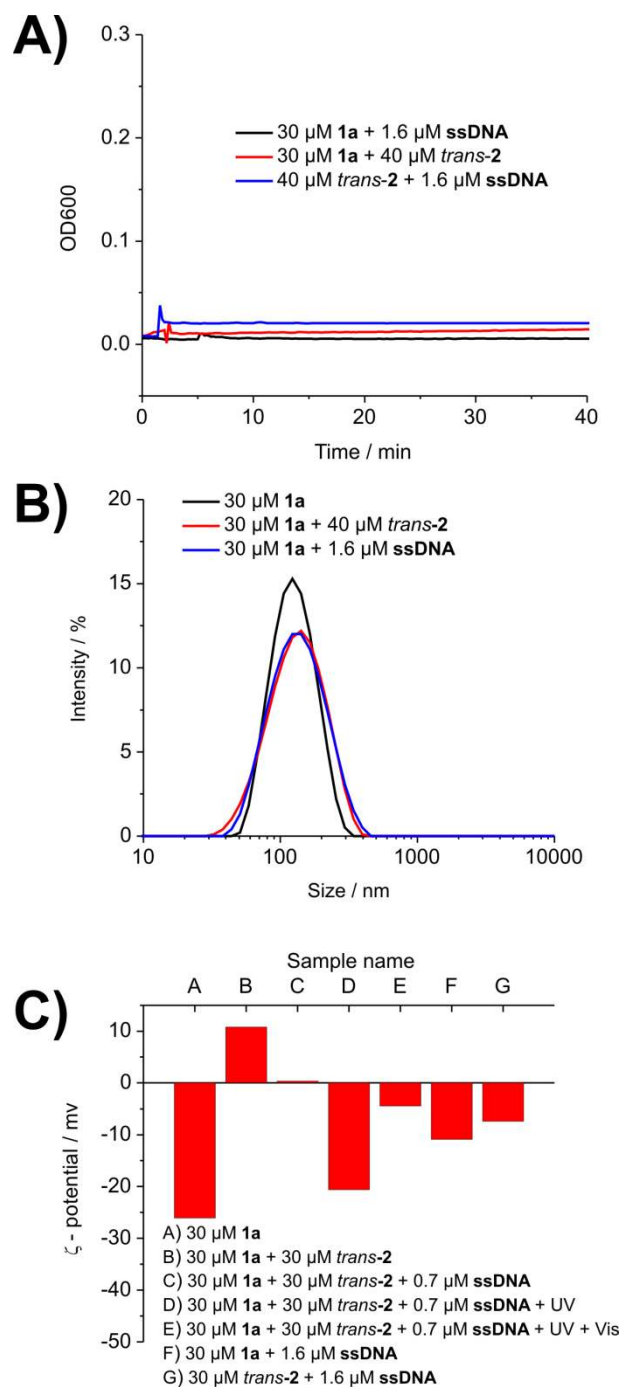 A)
0.3
30 µM 1a + 1.6 µM ssDNA
30 µM 1a + 40 µM trans-2
40 µM trans-2 + 1.6 µM ssDNA
0.2
OD600
0.1
0.0
0 10 20 30 40
Time / min
B)
20
30 µM 1a
30 µM 1a + 40 µM trans-2
30 µM 1a + 1.6 µM ssDNA
15
Intensity / %
10
5
0
10 100 1000 10000
Size / nm
Sample name
A B C D E F G
C)
10
0
-10
ζ - potential / mv
-20
-30
-40
-50
A) 30 µM 1a
B) 30 µM 1a + 30 µM trans-2
C) 30 µM 1a + 30 µM trans-2 + 0.7 µM ssDNA
D) 30 µM 1a + 30 µM trans-2 + 0.7 µM ssDNA + UV
E) 30 µM 1a + 30 µM trans-2 + 0.7 µM ssDNA + UV + Vis
F) 30 µM 1a + 1.6 µM ssDNA
G) 30 µM trans-2 + 1.6 µM ssDNA